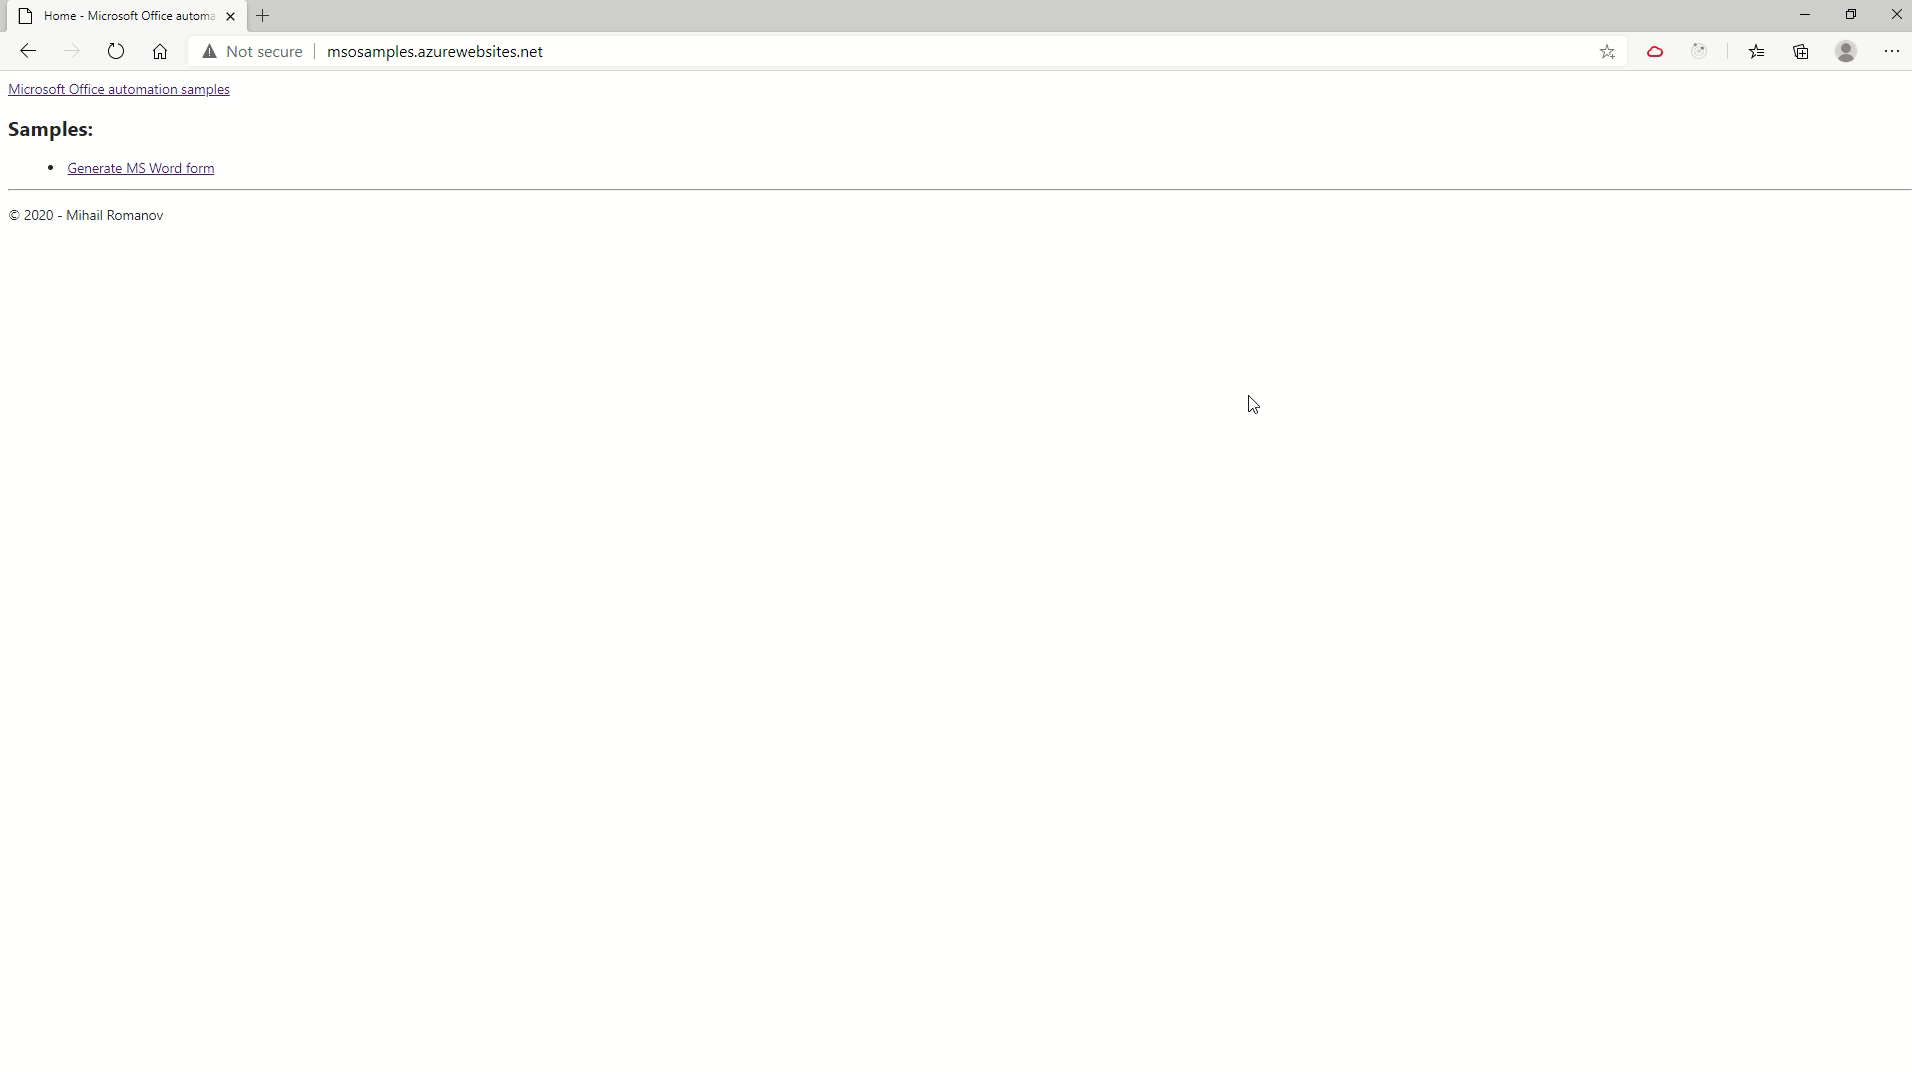 Home - Microsoft Office automa
Not secure
msosamples.azurewebsites.net
Microsoft Office automation samples
Samples:
• Generate MS Word form
© 2020 - Mihail Romanov